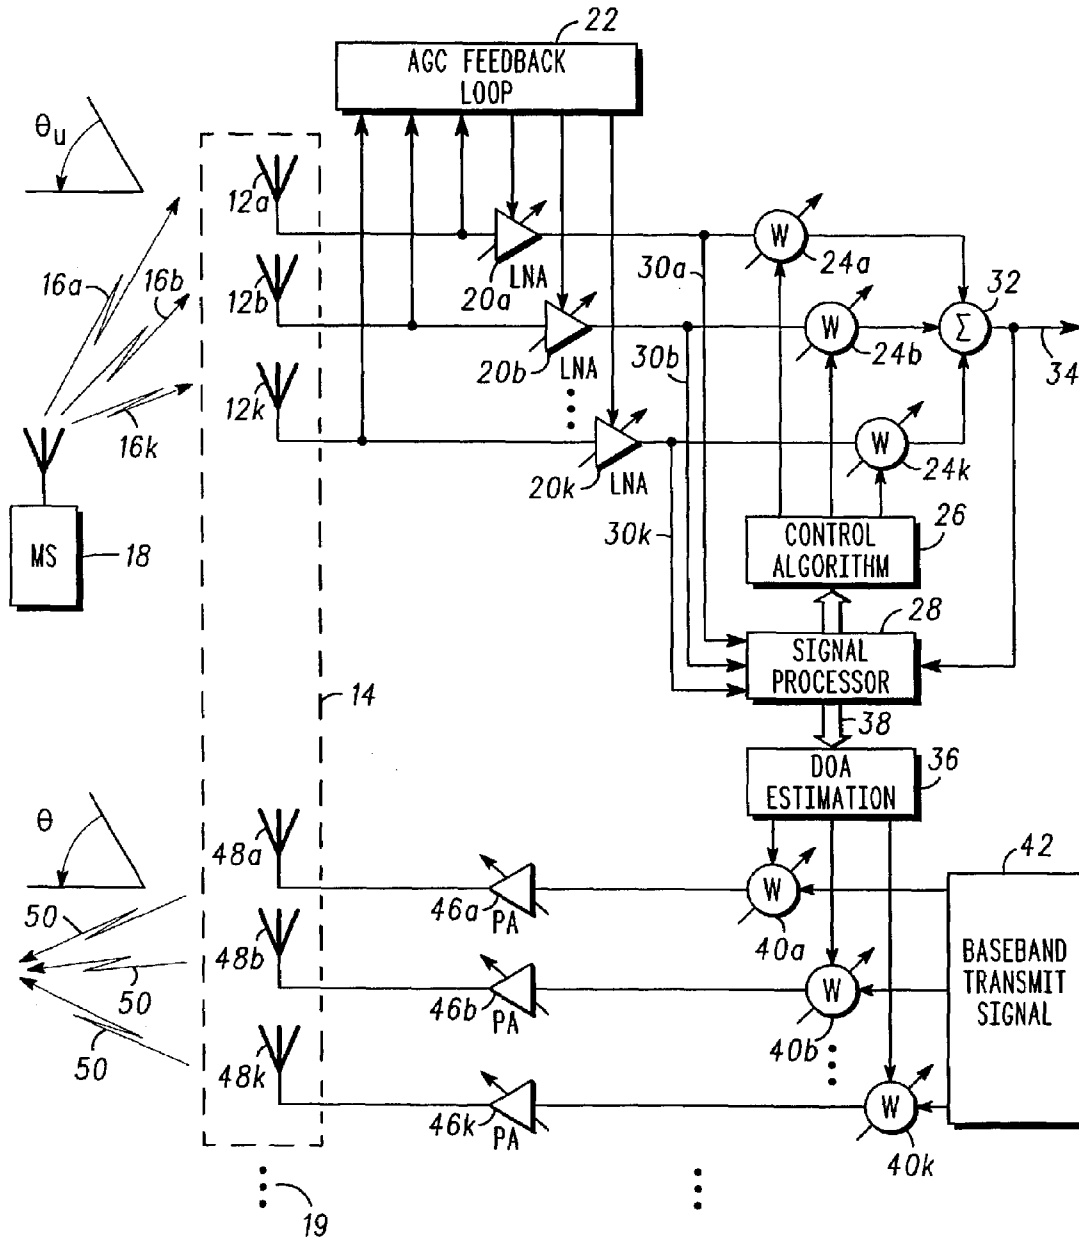 22
AGC FEEDBACK
LOOP
θu
12a
16a
16b
20a
LNA
30a
24a
12b
32
Σ
W
20b
LNA
30b
W
24b
34
12k
16k
20k
LNA
W
24k
30k
MS
18
CONTROL
ALGORITHM
26
28
SIGNAL
PROCESSOR
14
38
DOA
ESTIMATION
36
θ
48a
42
46a
PA
W
40a
50
48b
BASEBAND
TRANSMIT
SIGNAL
50
46b
PA
W
40b
50
48k
46k
PA
W
40k
19
W